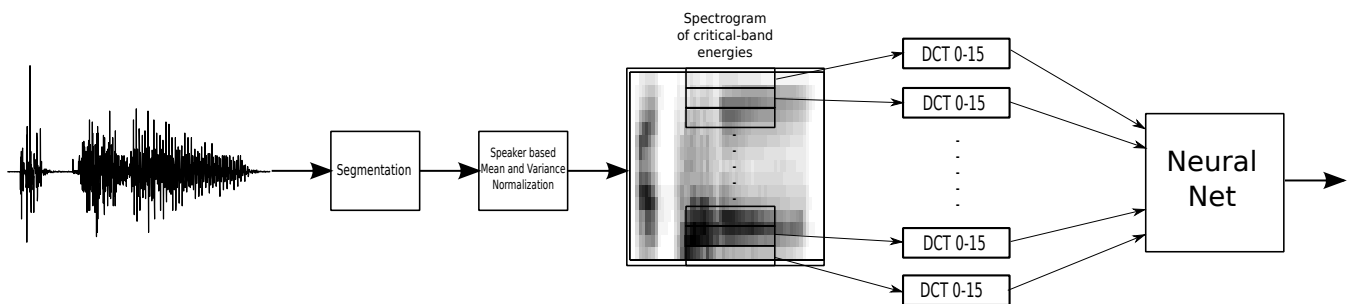 Spectrogram
of critical-band
energies
Segmentation
Speaker based
Mean and Variance
Normalization
DCT 0-15
DCT 0-15
DCT 0-15
DCT 0-15
Neural
Net